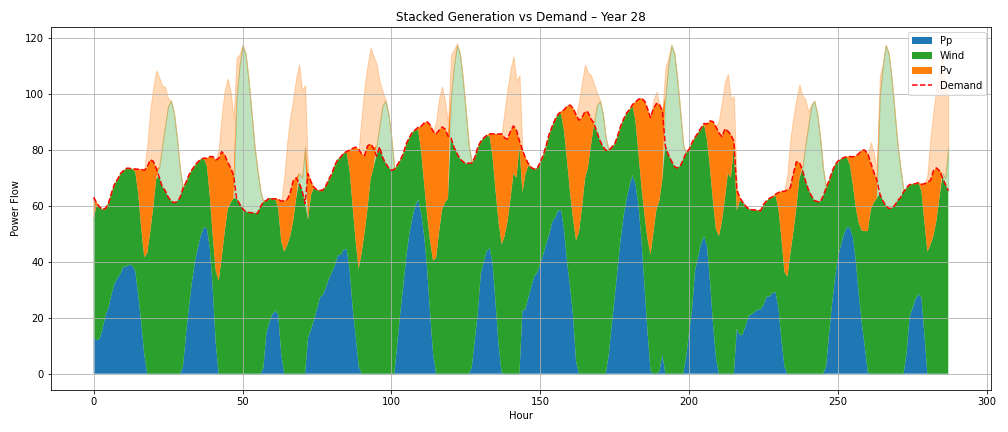 Stacked Generation vs Demand – Year 28
Pp
Wind
Pv
Demand
Power Flow
120
100
80
60
40
20
0
0 50 100 150 200 250 300
Hour